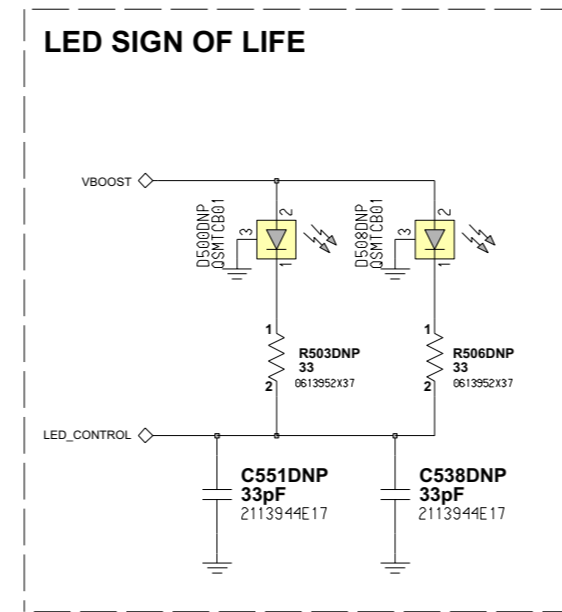 LED SIGN OF LIFE
VBOOST
D500DNP
QSMTCB01
3
2
1
D508DNP
QSMTCB01
3
2
1
1
R503DNP
33
0613952X37
2
1
R506DNP
33
0613952X37
2
LED_CONTROL
C551DNP
33pF
2113944E17
C538DNP
33pF
2113944E17